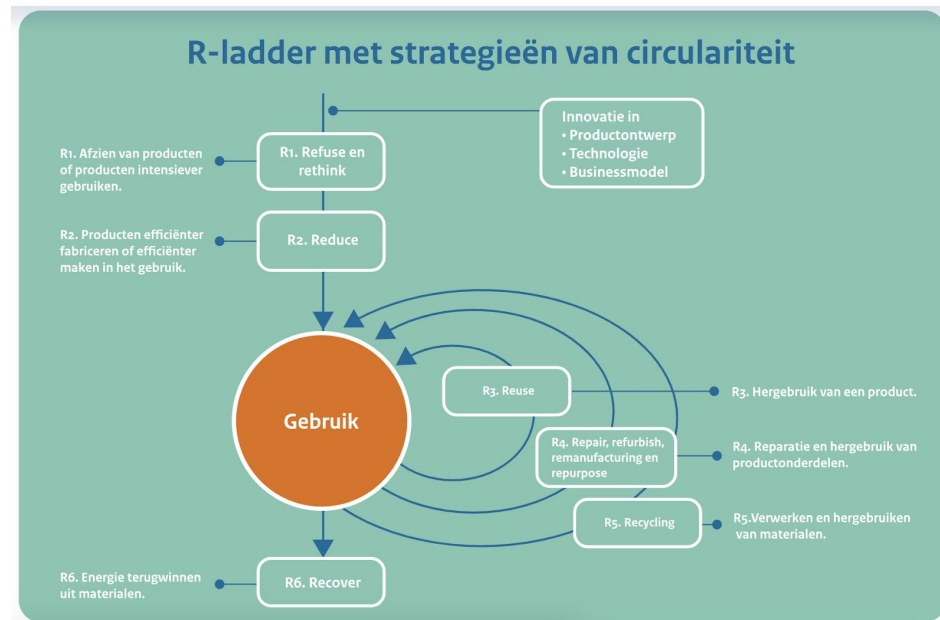 R-ladder met strategieën van circulariteit
Innovatie in
• Productontwerp
• Technologie
• Businessmodel
R1. Afzien van producten
of producten intensiever
gebruiken.
R1. Refuse en
rethink
R2. Producten efficiënter
fabriceren of efficiënter
maken in het gebruik.
R2. Reduce
Gebruik
R3. Reuse
R3. Hergebruik van een product.
R4. Repair, refurbish,
remanufacturing en
repurpose
R4. Reparatie en hergebruik van
productonderdelen.
R5. Recycling
R5.Verwerken en hergebruiken
van materialen.
R6. Energie terugwinnen
uit materialen.
R6. Recover